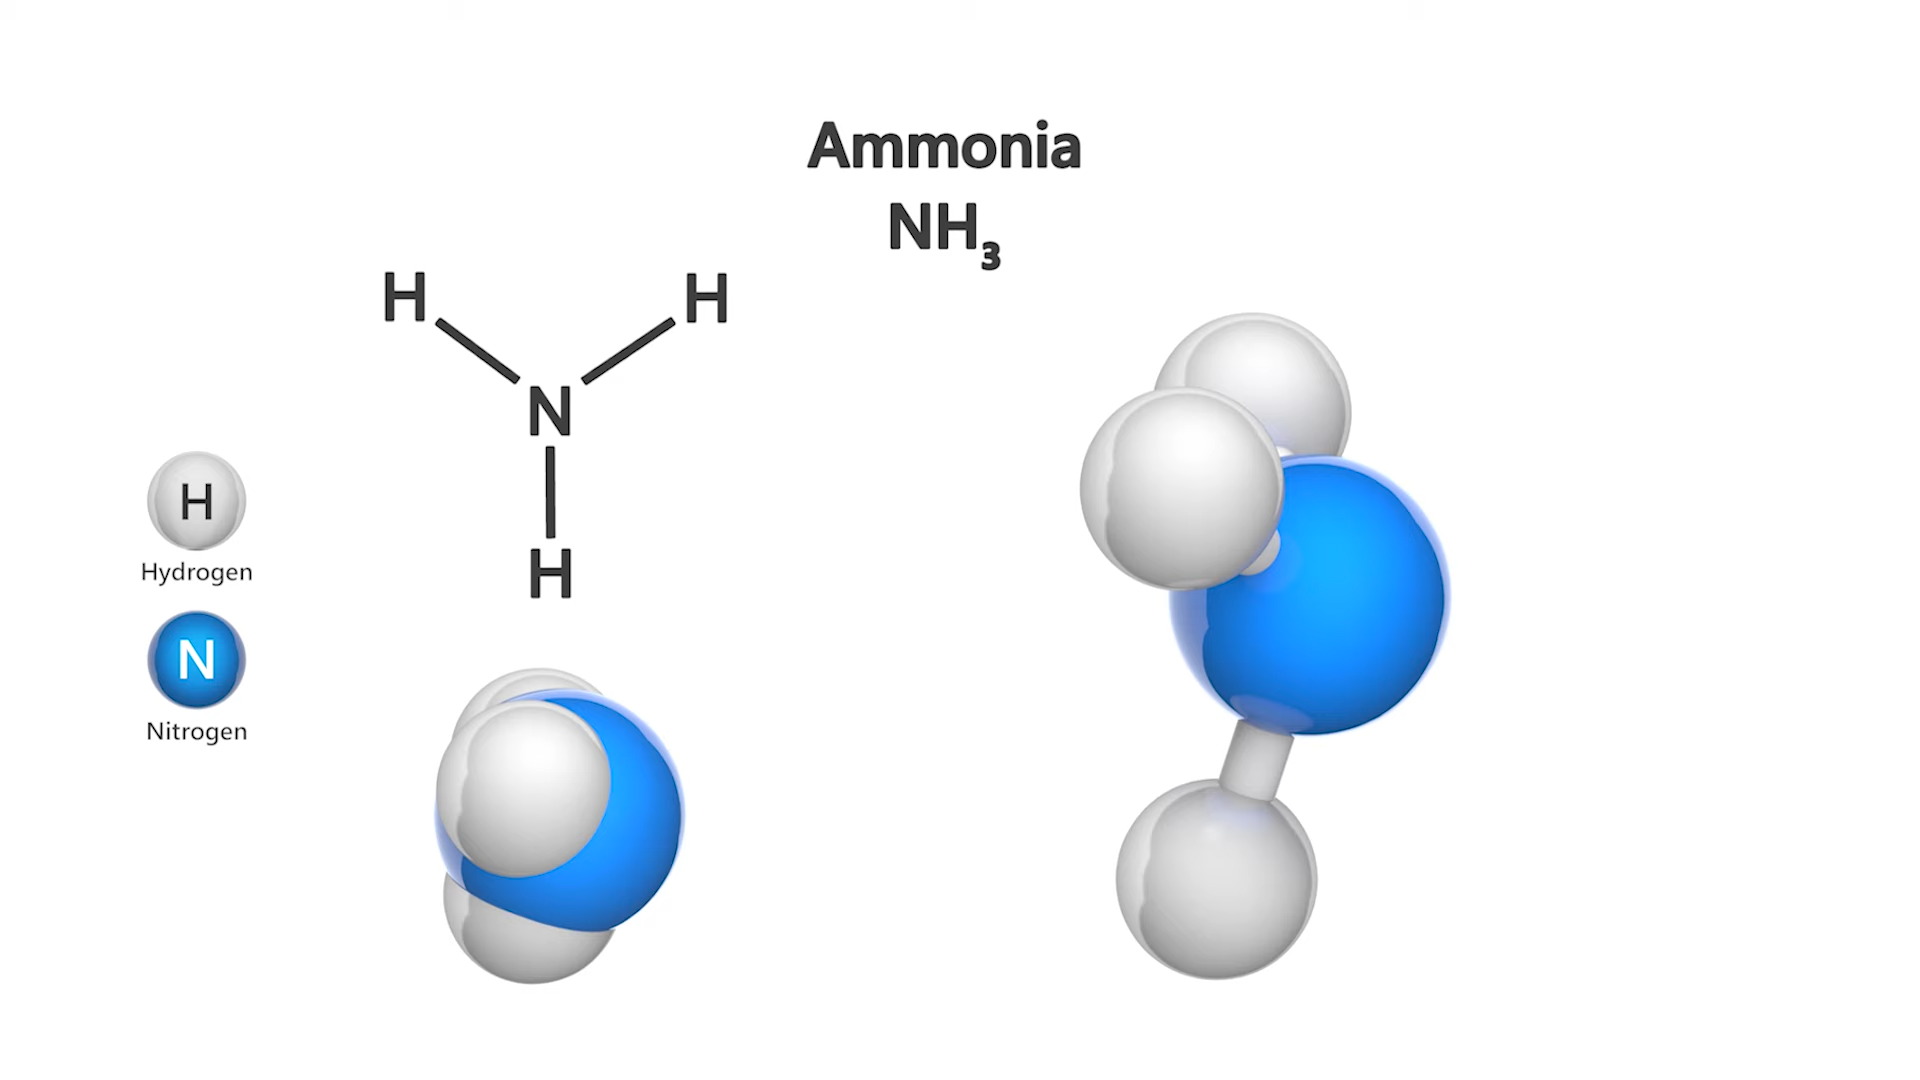 Ammonia
NH₃
H H
N
H
H
Hydrogen
N
Nitrogen